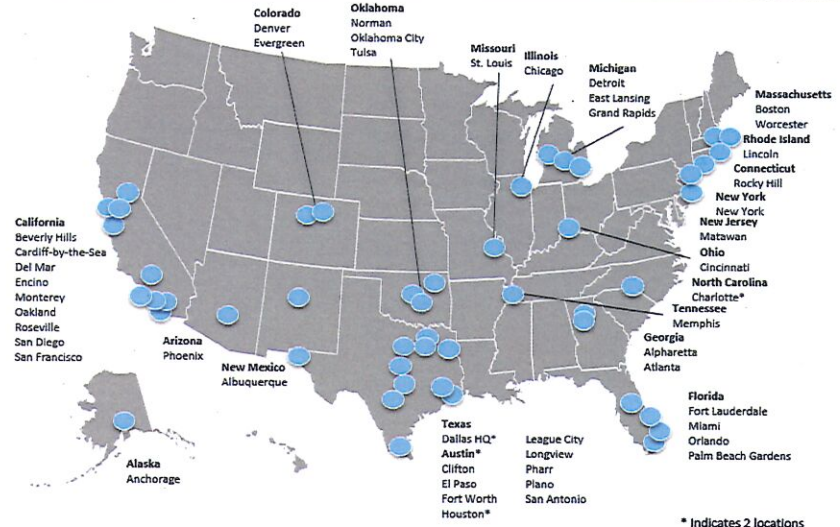 Colorado
Denver
Evergreen
Oklahoma
Norman
Oklahoma City
Tulsa
Missouri
St. Louis
Illinois
Chicago
Michigan
Detroit
East Lansing
Grand Rapids
Massachusetts
Boston
Worcester
Rhode Island
Lincoln
Connecticut
Rocky Hill
New York
New York
New Jersey
Matawan
Ohio
Cincinnati
North Carolina
Charlotte*
Tennessee
Memphis
Georgia
Alpharetta
Atlanta
California
Beverly Hills
Cardiff-by-the-Sea
Del Mar
Encino
Monterey
Oakland
Roseville
San Diego
San Francisco
Arizona
Phoenix
New Mexico
Albuquerque
Alaska
Anchorage
Texas
Dallas HQ*
Austin*
Clifton
El Paso
Fort Worth
Houston*
League City
Longview
Pharr
Plano
San Antonio
Florida
Fort Lauderdale
Miami
Orlando
Palm Beach Gardens
* Indicates 2 locations